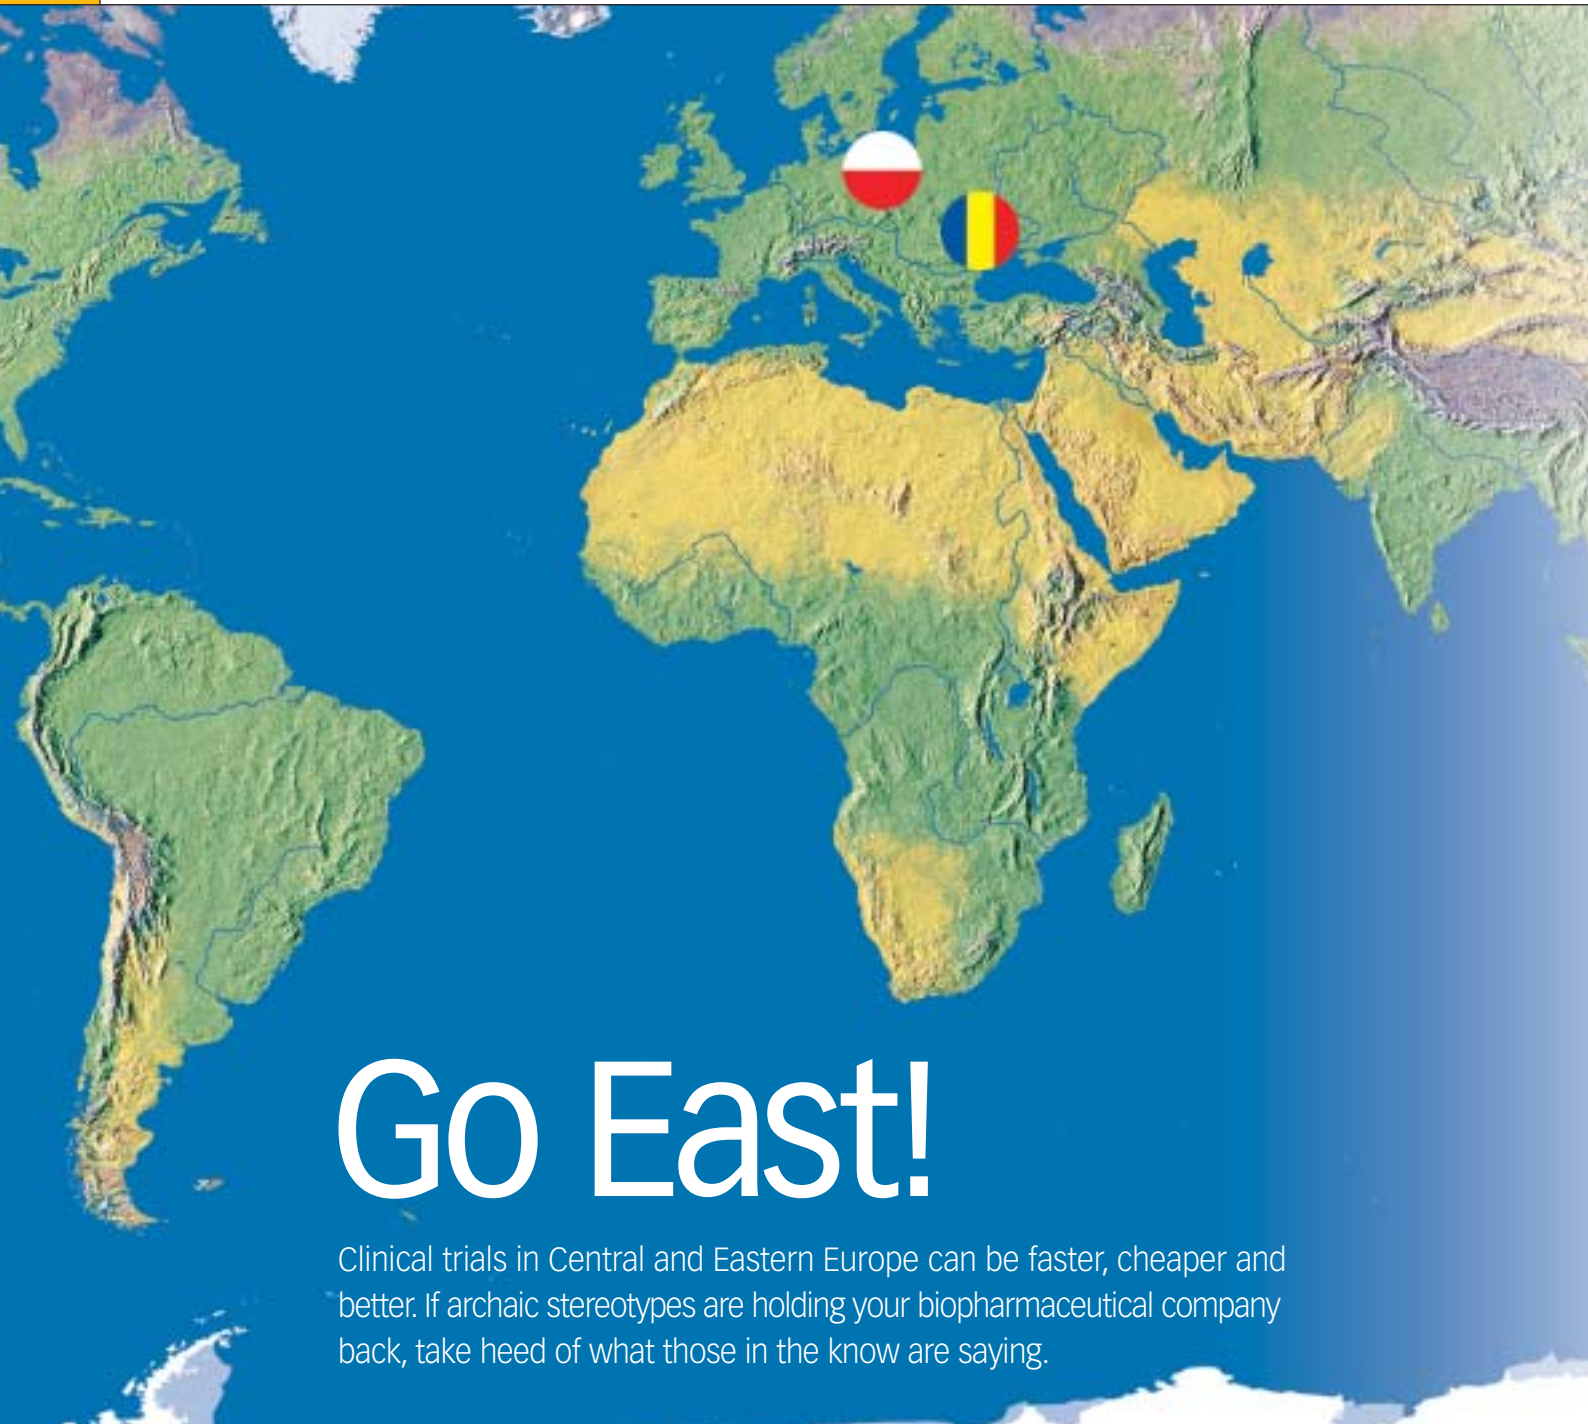 Go East!
Clinical trials in Central and Eastern Europe can be faster, cheaper and
better. If archaic stereotypes are holding your biopharmaceutical company
back, take heed of what those in the know are saying.